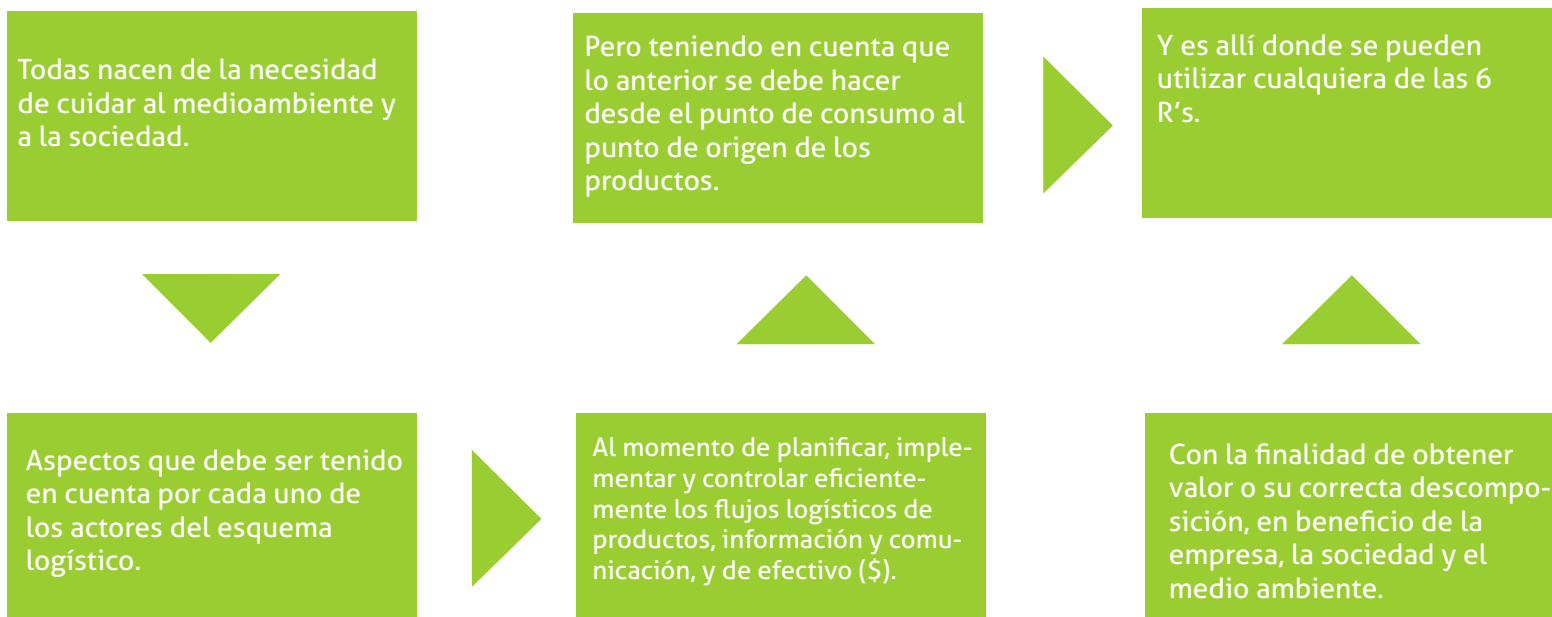 Todas nacen de la necesidad
de cuidar al medioambiente y
a la sociedad.
Aspectos que debe ser tenido
en cuenta por cada uno de
los actores del esquema
logístico.
Al momento de planificar, imple-
mentar y controlar eficiente-
mente los flujos logísticos de
productos, información y comu-
nicación, y de efectivo ($).
Pero teniendo en cuenta que
lo anterior se debe hacer
desde el punto de consumo al
punto de origen de los
productos.
Y es allí donde se pueden
utilizar cualquiera de las 6
R’s.
Con la finalidad de obtener
valor o su correcta descompo-
sición, en beneficio de la
empresa, la sociedad y el
medio ambiente.